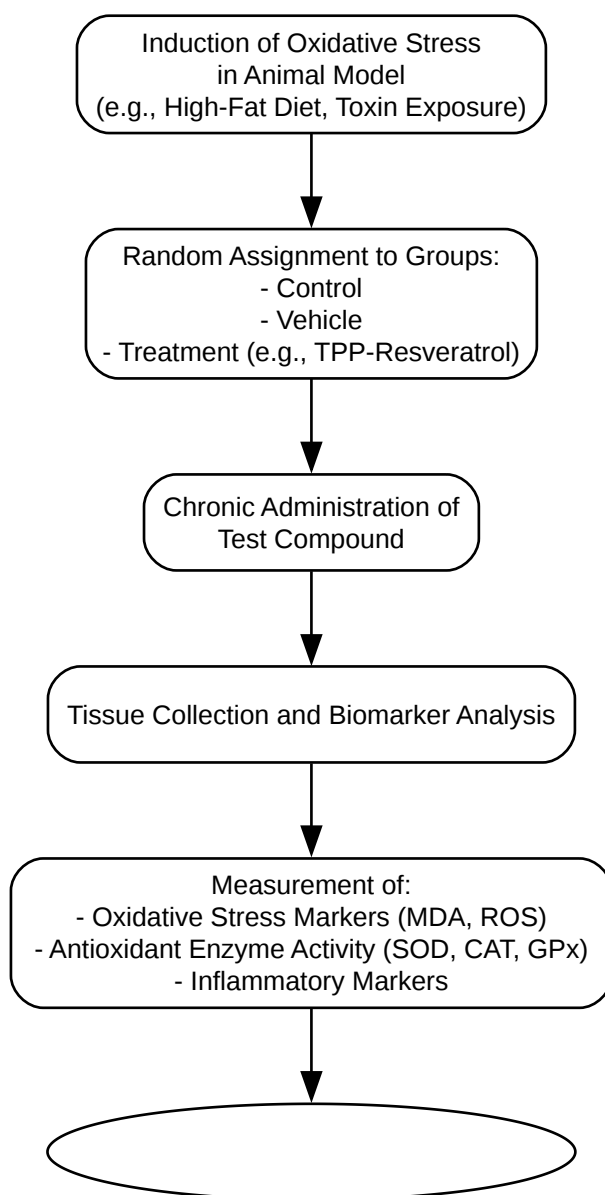 Induction of Oxidative Stress
in Animal Model
(e.g., High-Fat Diet, Toxin Exposure)
Random Assignment to Groups:
- Control
- Vehicle
- Treatment (e.g., TPP-Resveratrol)
Chronic Administration of
Test Compound
Tissue Collection and Biomarker Analysis
Measurement of:
- Oxidative Stress Markers (MDA, ROS)
- Antioxidant Enzyme Activity (SOD, CAT, GPx)
- Inflammatory Markers